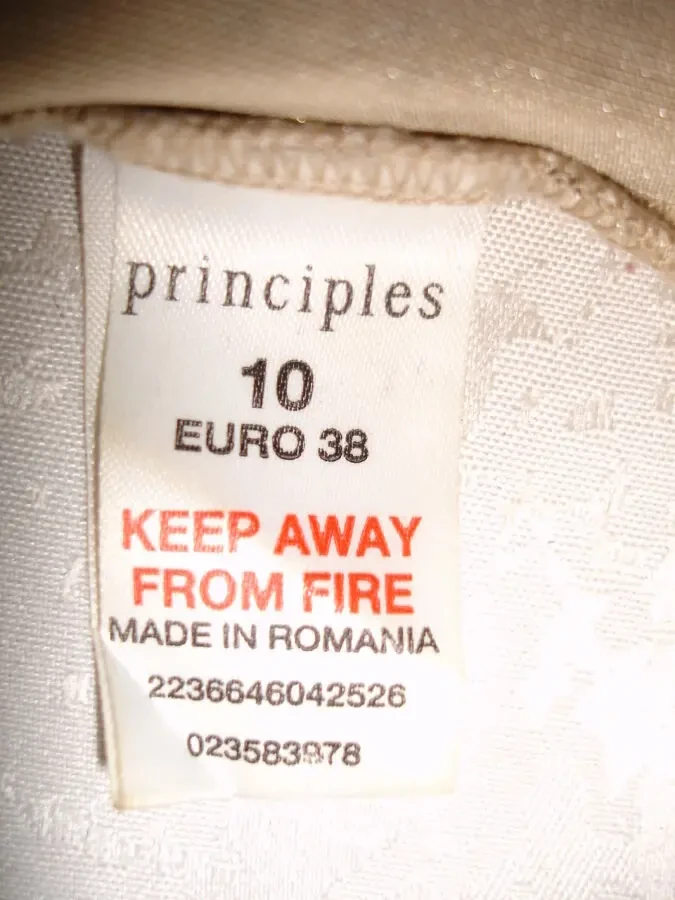 principles
10
EURO 38
KEEP AWAY
FROM FIRE
MADE IN ROMANIA
2236646042526
023583978